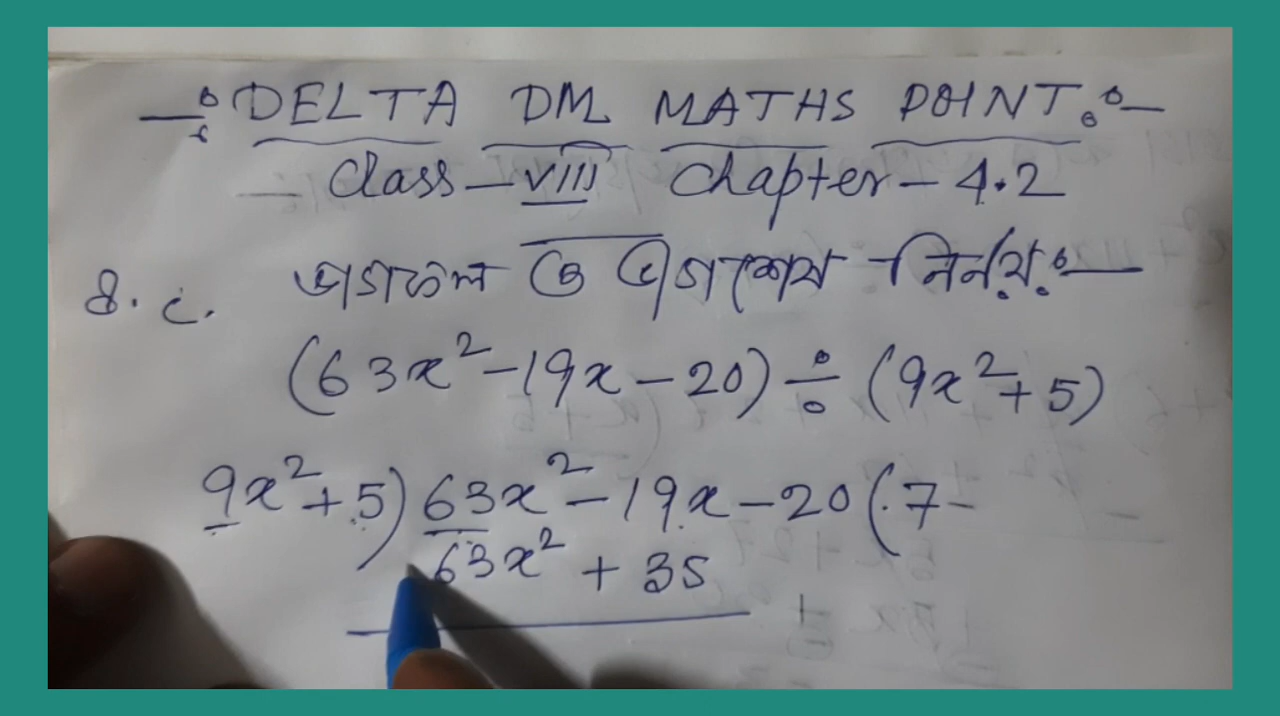 DELTA DM MATHS POINT
Class - VIII Chapter - 4.2
8. c. ভাগফল ও ভাগশেষ নির্নয়ঃ—
(63x² - 19x - 20) ÷ (9x² + 5)
9x² + 5) 63x² - 19x - 20 (7
63x² + 35